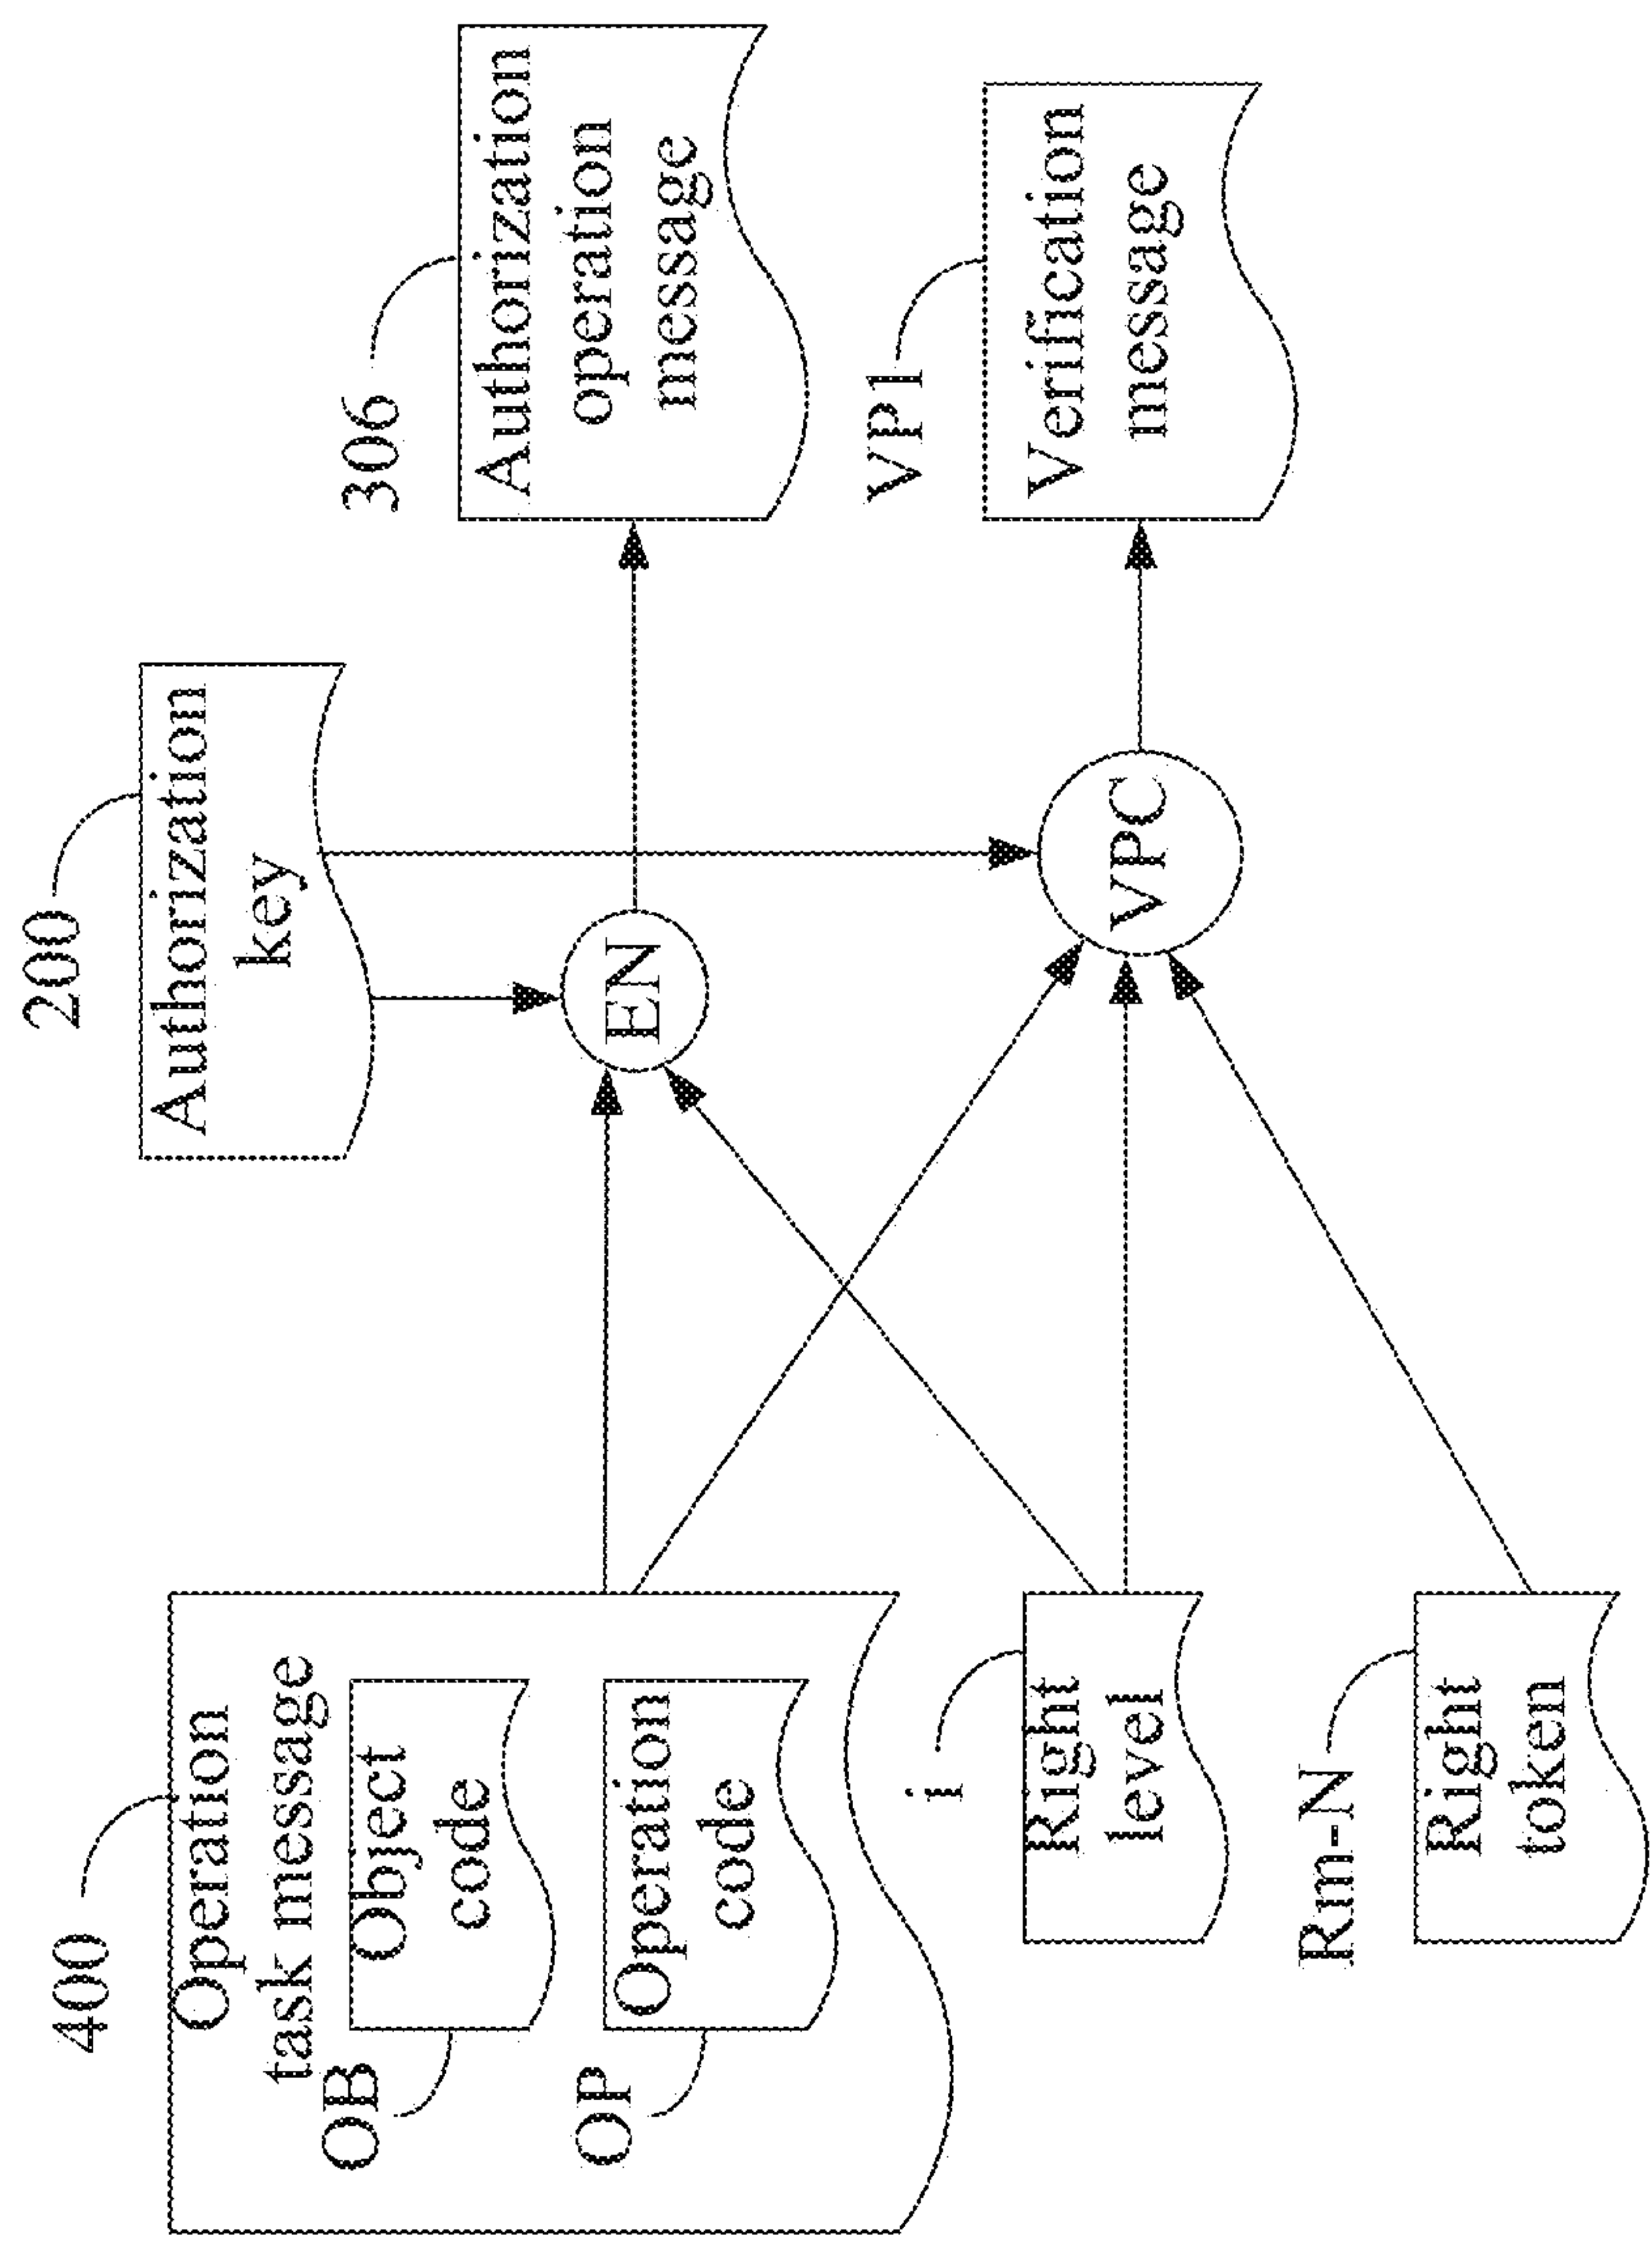 400
Operation
task message
OB
Object
code
OP
Operation
code
i
Right
level
Rm-N
Right
token
200
Authorization
key
EN
VPC
306
Authorization
operation
message
VP1
Verification
message